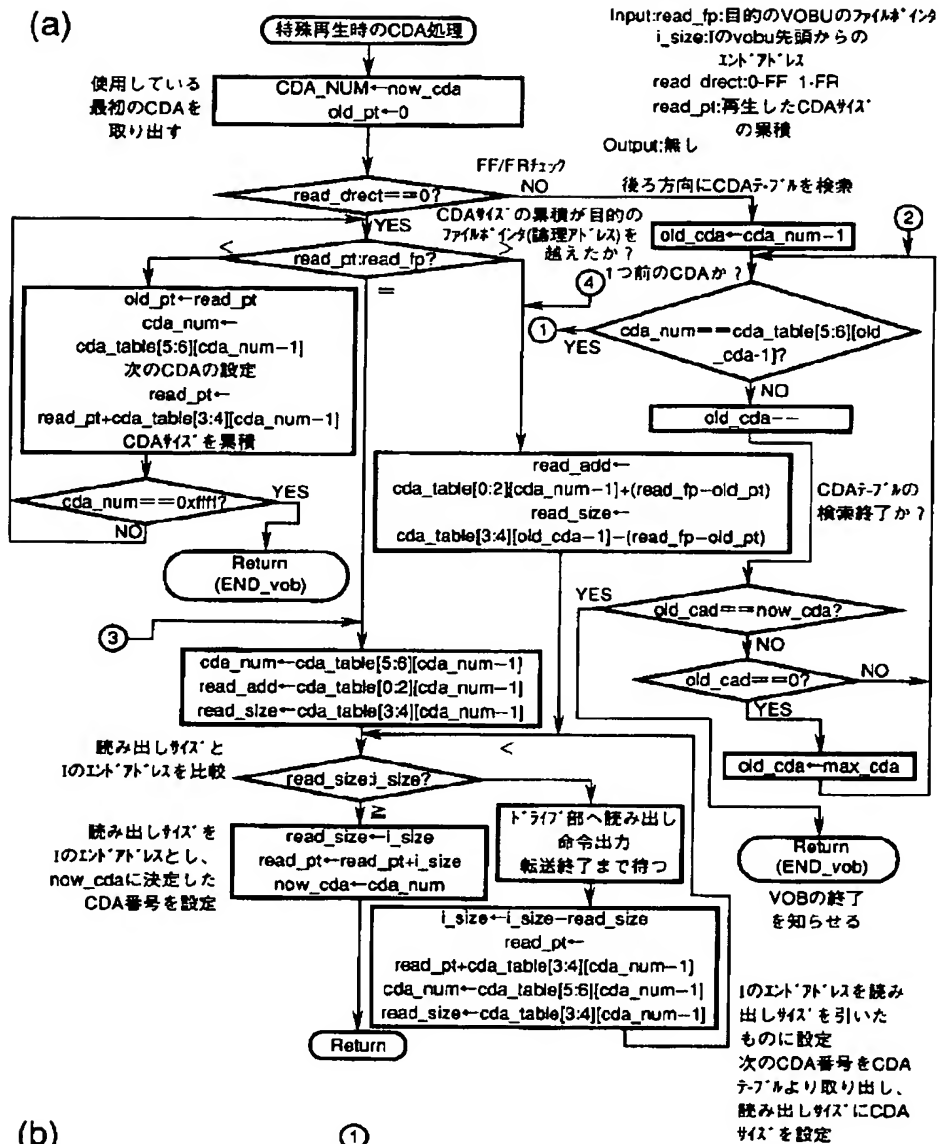 (a)
特殊再生時のCDA処理
Input:read_fp:目的のVOBUのファイルポインタ
i_size:Iのvobu先頭からの
エンドアドレス
read drect:0-FF 1-FR
read_pt:再生したCDAサイズ
の累積
Output:無し
使用している
最初のCDAを
取り出す
CDA_NUM←now_cda
old_pt←0
FF/FRチェック
read_drect==0?
NO
YES
後ろ方向にCDAテーブルを検索
②
old_cda←cda_num−1
CDAサイズの累積が目的の
ファイルポインタ(論理アドレス)を
越えたか?
<
read_pt:read_fp?
>
=
④
1つ前のCDAか?
①
YES
cda_num==cda_table[5:6][old
_cda-1]?
NO
old_cda−−
old_pt←read_pt
cda_num←
cda_table[5:6][cda_num−1]
次のCDAの設定
read_pt←
read_pt+cda_table[3:4][cda_num−1]
CDAサイズを累積
cda_num==0xffff?
YES
NO
Return
(END_vob)
read_add←
cda_table[0:2][cda_num−1]+(read_fp−old_pt)
read_size←
cda_table[3:4][old_cda−1]−(read_fp−old_pt)
CDAテーブルの
検索終了か?
YES
old_cad==now_cda?
NO
old_cad==0?
NO
YES
old_cda←max_cda
Return
(END_vob)
VOBの終了
を知らせる
③
cda_num←cda_table[5:6][cda_num−1]
read_add←cda_table[0:2][cda_num−1]
read_size←cda_table[3:4][cda_num−1]
読み出しサイズと
Iのエンドアドレスを比較
read_size:i_size?
<
≧
読み出しサイズを
Iのエンドアドレスとし、
now_cdaに決定した
CDA番号を設定
read_size←i_size
read_pt←read_pt+i_size
now_cda←cda_num
Return
ドライブ部へ読み出し
命令出力
転送終了まで待つ
i_size←i_size−read_size
read_pt←
read_pt+cda_table[3:4][cda_num−1]
cda_num←cda_table[5:6][cda_num−1]
read_size←cda_table[3:4][cda_num−1]
Iのエンドアドレスを読み
出しサイズを引いた
ものに設定
次のCDA番号をCDA
テーブルより取り出し、
読み出しサイズにCDA
サイズを設定
(b)
①